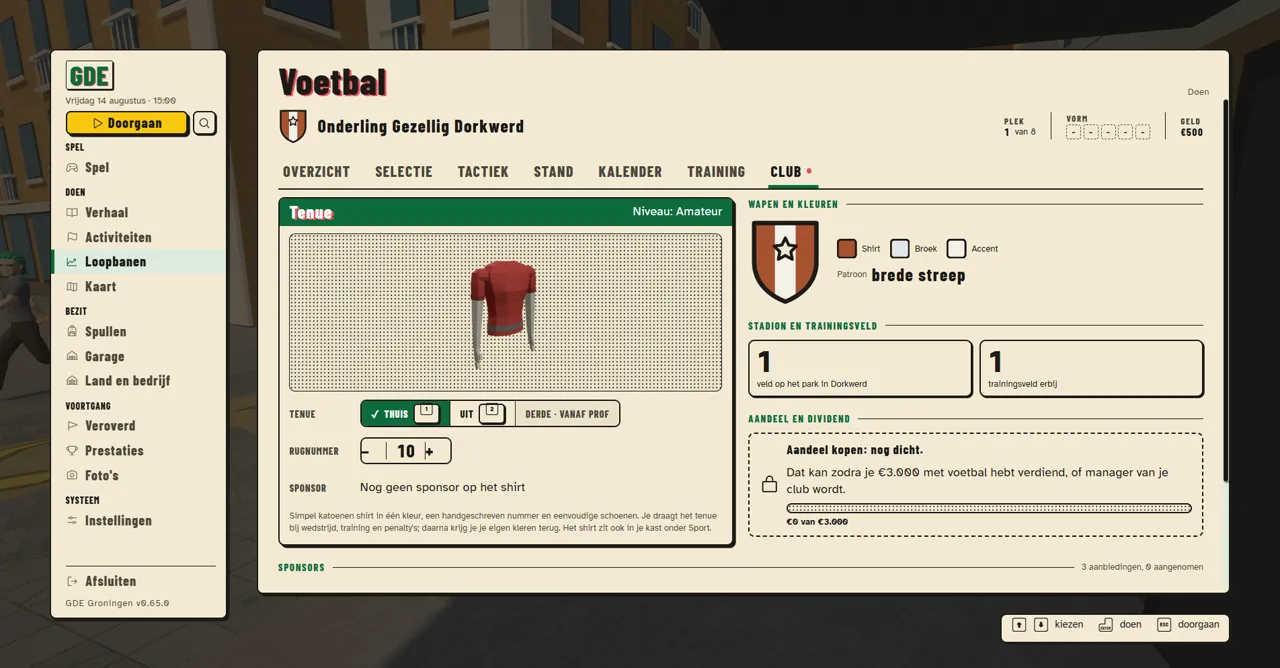 GDE
Vrijdag 14 augustus · 15:00
Doorgaan
SPEL
Spel
DOEN
Verhaal
Activiteiten
Loopbanen
Kaart
BEZIT
Spullen
Garage
Land en bedrijf
VOORTGANG
Veroverd
Prestaties
Foto's
SYSTEEM
Instellingen
Afsluiten
GDE Groningen v0.65.0
Voetbal
Doen
Onderling Gezellig Dorkwerd
PLEK
1 van 8
VORM
- - - - -
GELD
€500
OVERZICHT SELECTIE TACTIEK STAND KALENDER TRAINING CLUB
Tenue
Niveau: Amateur
TENUE
✓ THUIS 1 UIT 2 DERDE · VANAF PROF
RUGNUMMER
− 10 +
SPONSOR
Nog geen sponsor op het shirt
Simpel katoenen shirt in één kleur, een handgeschreven nummer en eenvoudige schoenen. Je draagt het tenue
bij wedstrijd, training en penalty's; daarna krijg je je eigen kleren terug. Het shirt zit ook in je kast onder Sport.
WAPEN EN KLEUREN
Shirt Broek Accent
Patroon brede streep
STADION EN TRAININGSVELD
1
veld op het park in Dorkwerd
1
trainingsveld erbij
AANDEEL EN DIVIDEND
Aandeel kopen: nog dicht.
Dat kan zodra je €3.000 met voetbal hebt verdiend, of manager van je
club wordt.
€0 van €3.000
SPONSORS
3 aanbiedingen, 0 aangenomen
kiezen ENTER doen ESC doorgaan